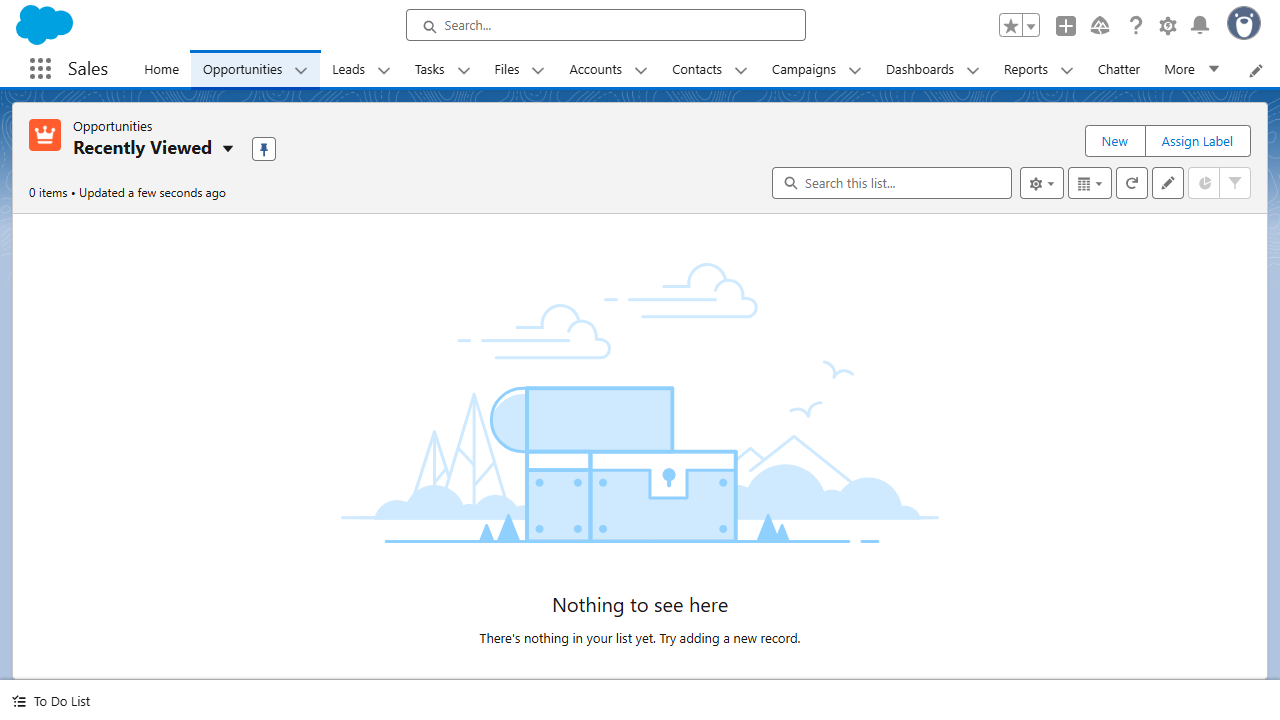 Search...
Sales
Home
Opportunities
Leads
Tasks
Files
Accounts
Contacts
Campaigns
Dashboards
Reports
Chatter
More
Opportunities
Recently Viewed
New
Assign Label
0 items • Updated a few seconds ago
Search this list...
Nothing to see here
There's nothing in your list yet. Try adding a new record.
To Do List